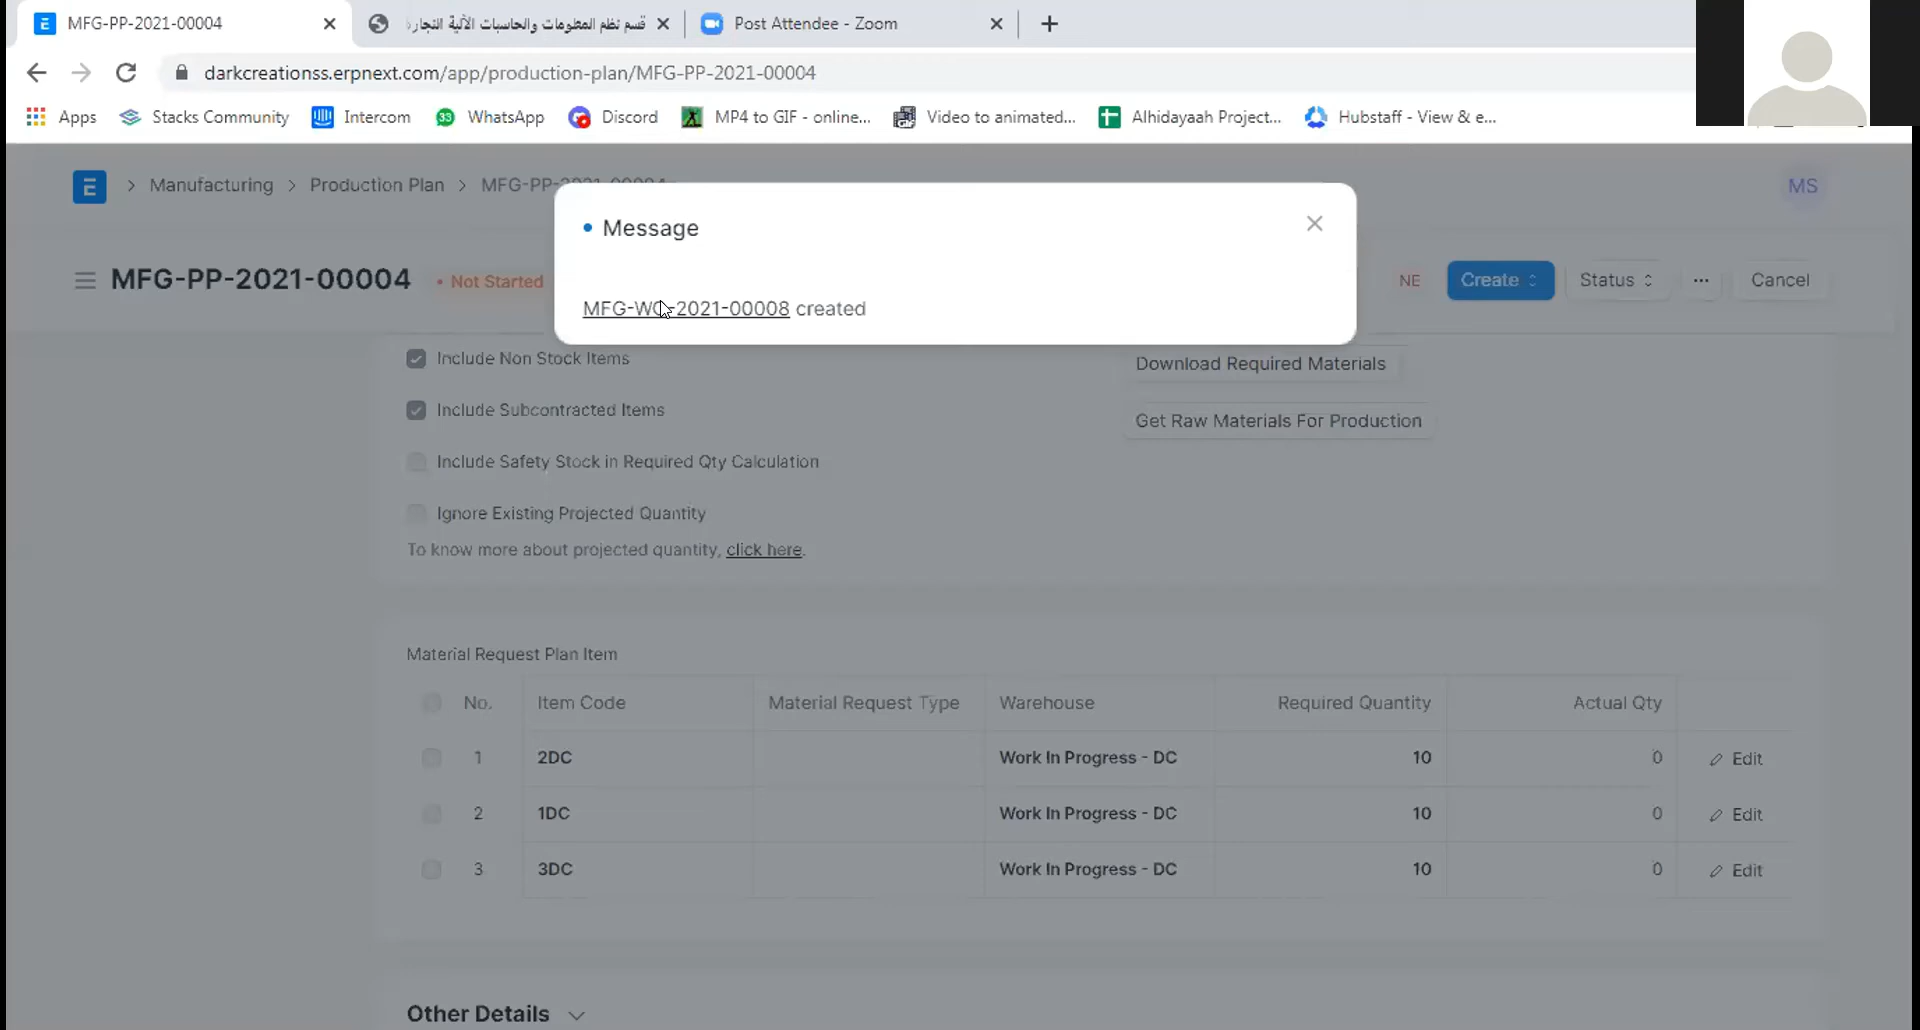 MFG-PP-2021-00004
قسم نظم المعلومات والحاسبات الآلية التجارة
Post Attendee - Zoom
darkcreationss.erpnext.com/app/production-plan/MFG-PP-2021-00004
Apps
Stacks Community
Intercom
33
WhatsApp
Discord
MP4 to GIF - online...
Video to animated...
Alhidayaah Project...
Hubstaff - View & e...
E
Manufacturing
Production Plan
MFG-PP-2021-00004
MS
MFG-PP-2021-00004
Not Started
NE
Create
Status
Cancel
Message
MFG-WO-2021-00008 created
Include Non Stock Items
Include Subcontracted Items
Include Safety Stock in Required Qty Calculation
Ignore Existing Projected Quantity
To know more about projected quantity, click here.
Download Required Materials
Get Raw Materials For Production
Material Request Plan Item
No. Item Code Material Request Type Warehouse Required Quantity Actual Qty
1 2DC Work In Progress - DC 10 0 Edit
2 1DC Work In Progress - DC 10 0 Edit
3 3DC Work In Progress - DC 10 0 Edit
Other Details